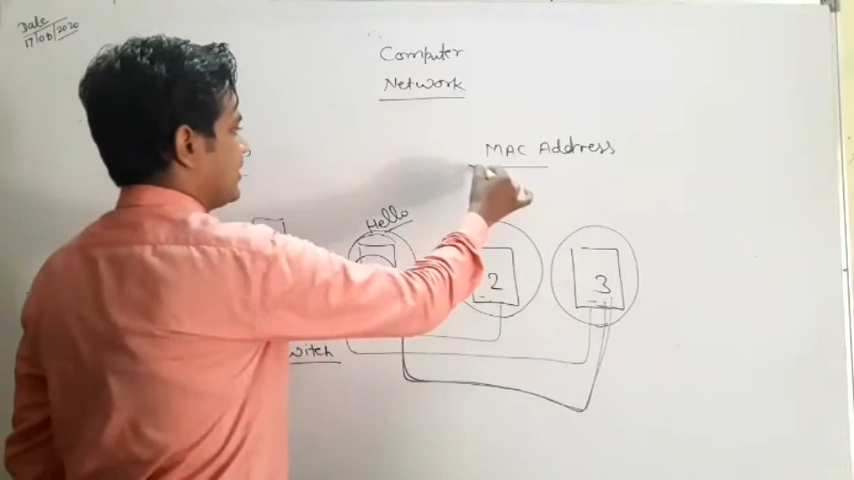 Date
17/08/2020
Computer
Network
MAC Address
Hello
2
3
witch